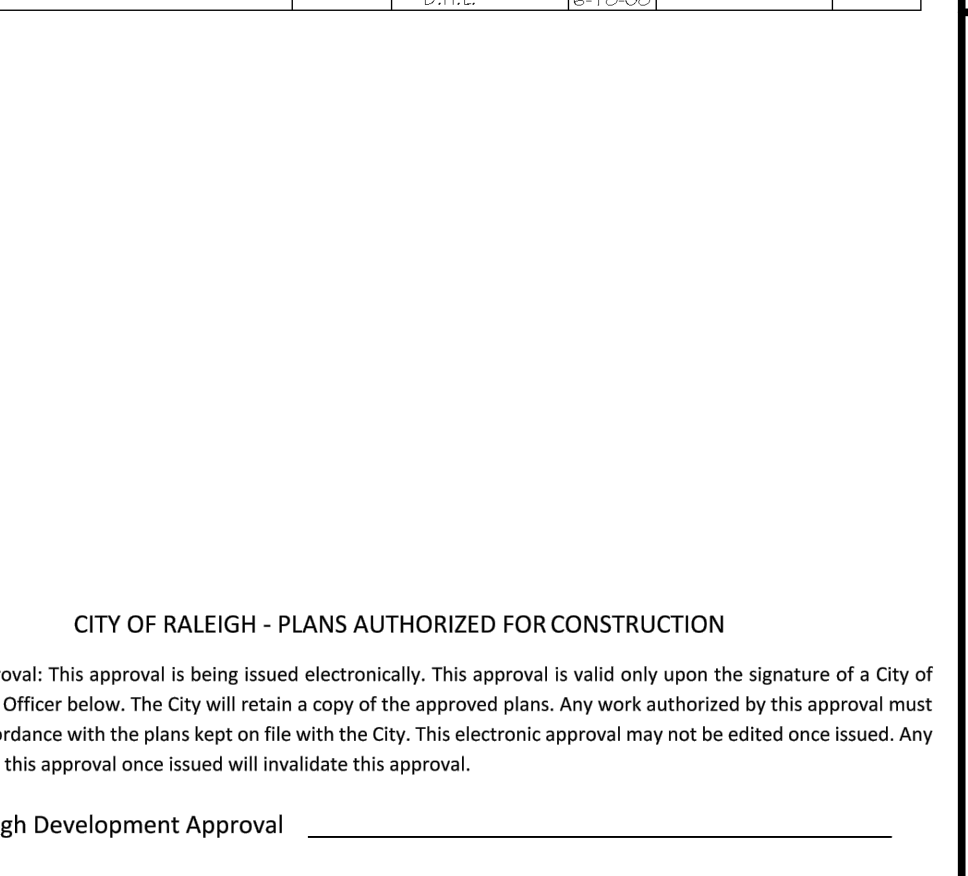 CITY OF RALEIGH - PLANS AUTHORIZED FOR CONSTRUCTION
roval: This approval is being issued electronically. This approval is valid only upon the signature of a City of
Officer below. The City will retain a copy of the approved plans. Any work authorized by this approval must
ordance with the plans kept on file with the City. This electronic approval may not be edited once issued. Any
this approval once issued will invalidate this approval.
gh Development Approval